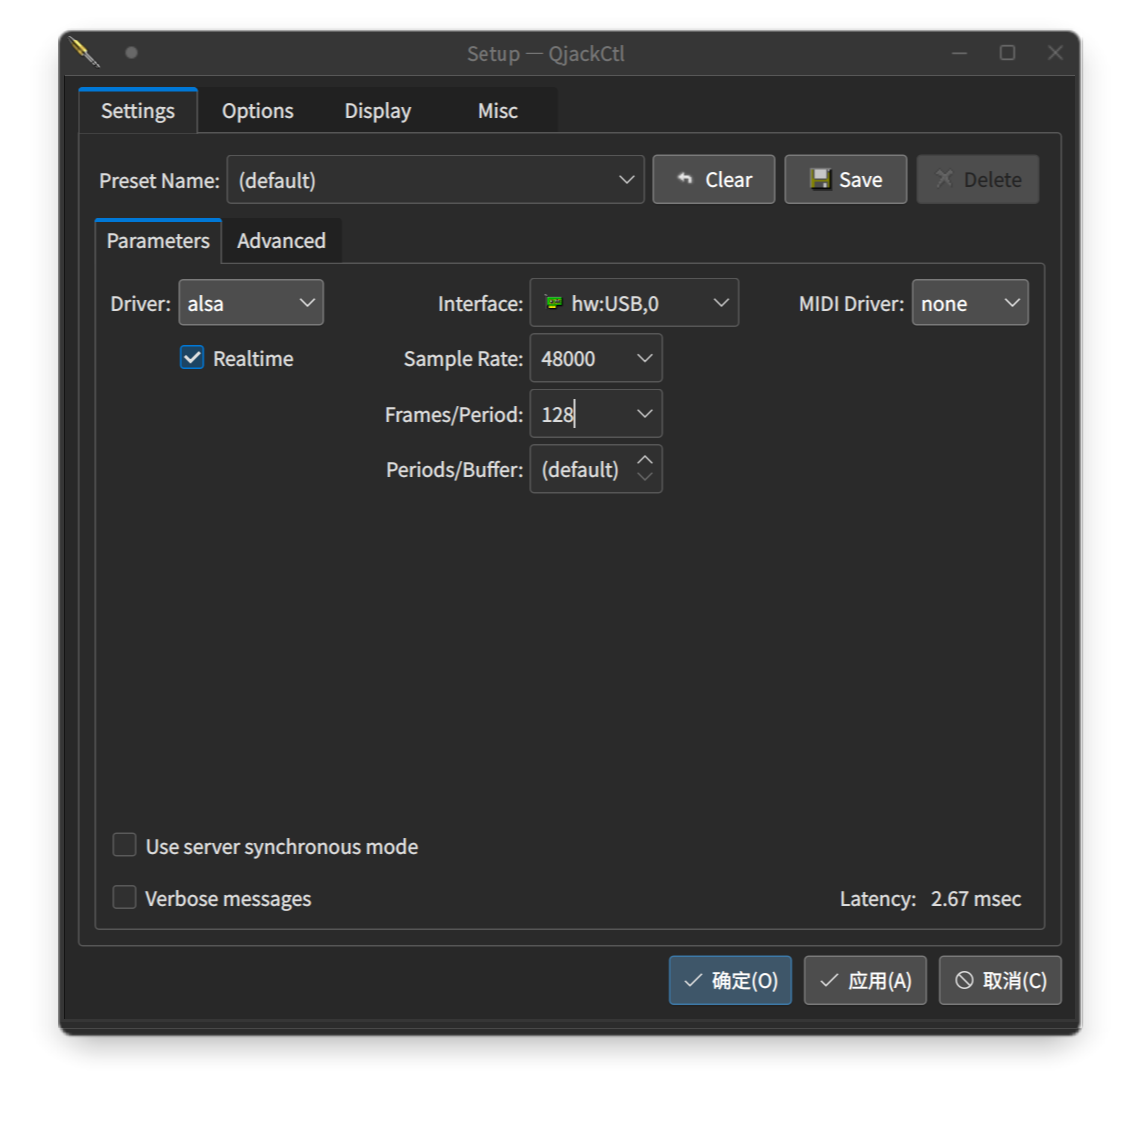 Setup — QjackCtl
Settings Options Display Misc
Preset Name: (default) Clear Save Delete
Parameters Advanced
Driver: alsa Interface: hw:USB,0 MIDI Driver: none
Realtime Sample Rate: 48000
Frames/Period: 128
Periods/Buffer: (default)
Use server synchronous mode
Verbose messages Latency: 2.67 msec
确定(O) 应用(A) 取消(C)